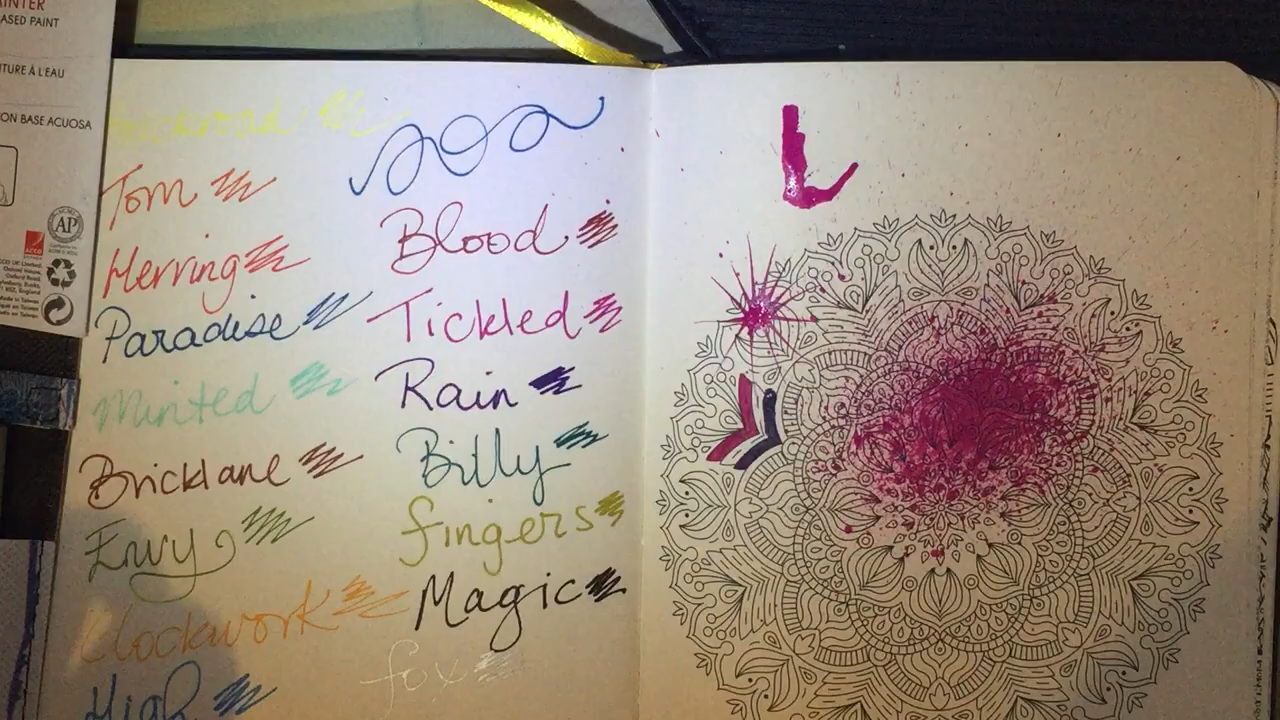 INTER
ASED PAINT
TURE À L'EAU
ON BASE ACUOSA
AP
ACCO
Tom
Herring
Paradise
Minted
Bricklane
Envy
Clockwork
High
Blood
Tickled
Rain
Billy
fingers
Magic
fox